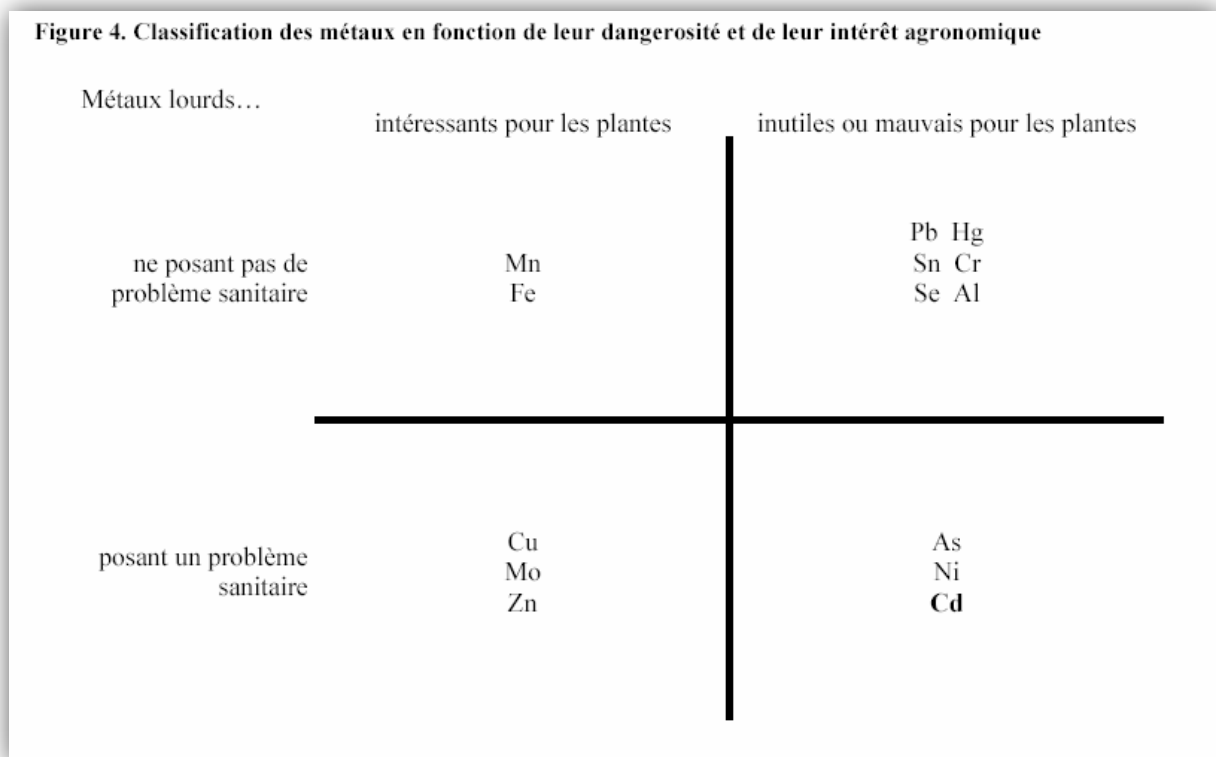 Figure 4. Classification des métaux en fonction de leur dangerosité et de leur intérêt agronomique
Métaux lourds…
intéressants pour les plantes
inutiles ou mauvais pour les plantes
ne posant pas de
problème sanitaire
Mn
Fe
Pb Hg
Sn Cr
Se Al
posant un problème
sanitaire
Cu
Mo
Zn
As
Ni
Cd